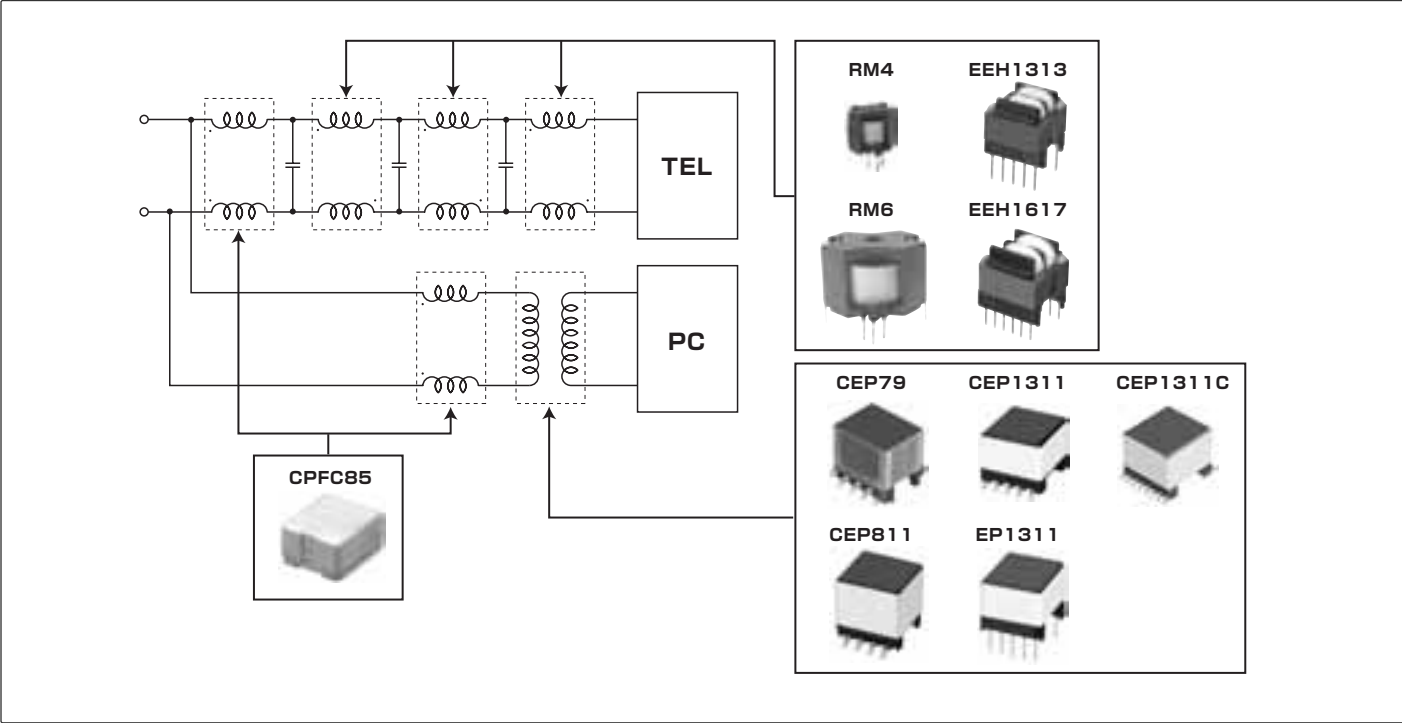 RM4 EEH1313
TEL
RM6 EEH1617
PC
CEP79 CEP1311 CEP1311C
CPFC85
CEP811 EP1311